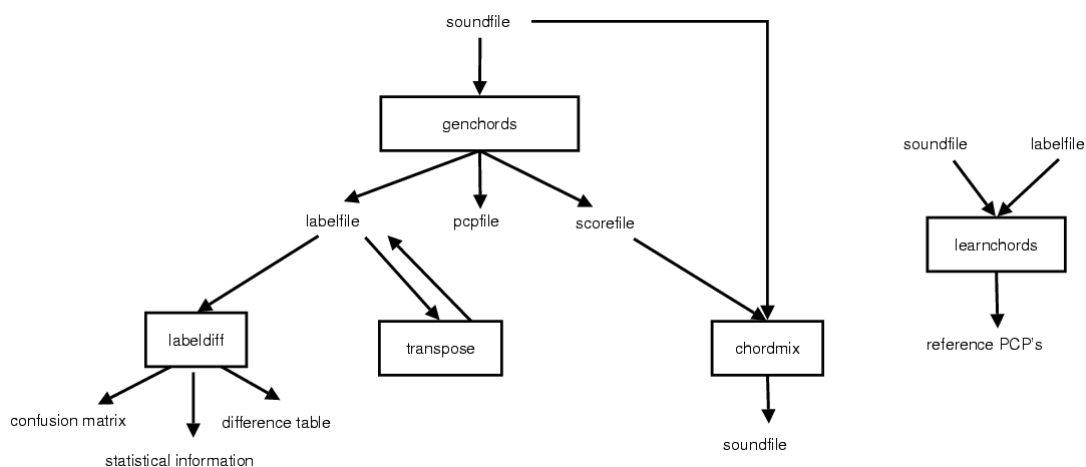 soundfile
genchords
soundfile
labelfile
labelfile
pcpfile
scorefile
learnchords
labeldiff
transpose
chordmix
reference PCP's
confusion matrix
difference table
soundfile
statistical information